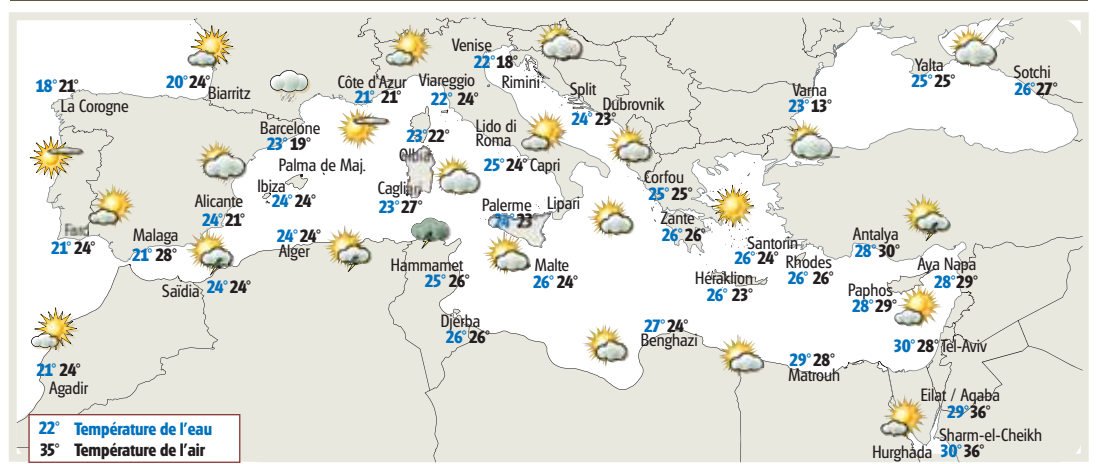 Venise
22° 18°
Rimini
Yalta
25° 25°
Sotchi
26° 27°
18° 21°
La Corogne
20° 24°
Biarritz
Côte d'Azur
21° 21°
Viareggio
22° 24°
Split
24° 23°
Dubrovnik
Varna
23° 13°
Barcelone
23° 19°
23° 22°
Olbia
Lido di
Roma
25° 24°
Capri
Palma de Maj.
Ibiza
24° 24°
Cagliari
23° 27°
Corfou
25° 25°
Alicante
24° 21°
Palerme
23°
Lipari
Zante
26° 26°
Faro
21° 24°
Malaga
21° 28°
24° 24°
Alger
Santorin
26° 24°
Rhodes
26° 26°
Antalya
28° 30°
Hammamet
25° 26°
Malte
26° 24°
Héraklion
26° 23°
Aya Napa
28° 29°
Saïdia
24° 24°
Paphos
28° 29°
Djerba
26° 26°
27° 24°
Benghazi
30° 28°
Tel-Aviv
21° 24°
Agadir
29° 28°
Matrouh
Eilat / Aqaba
29° 36°
Sharm-el-Cheikh
Hurghada
30° 36°
22° Température de l'eau
35° Température de l'air